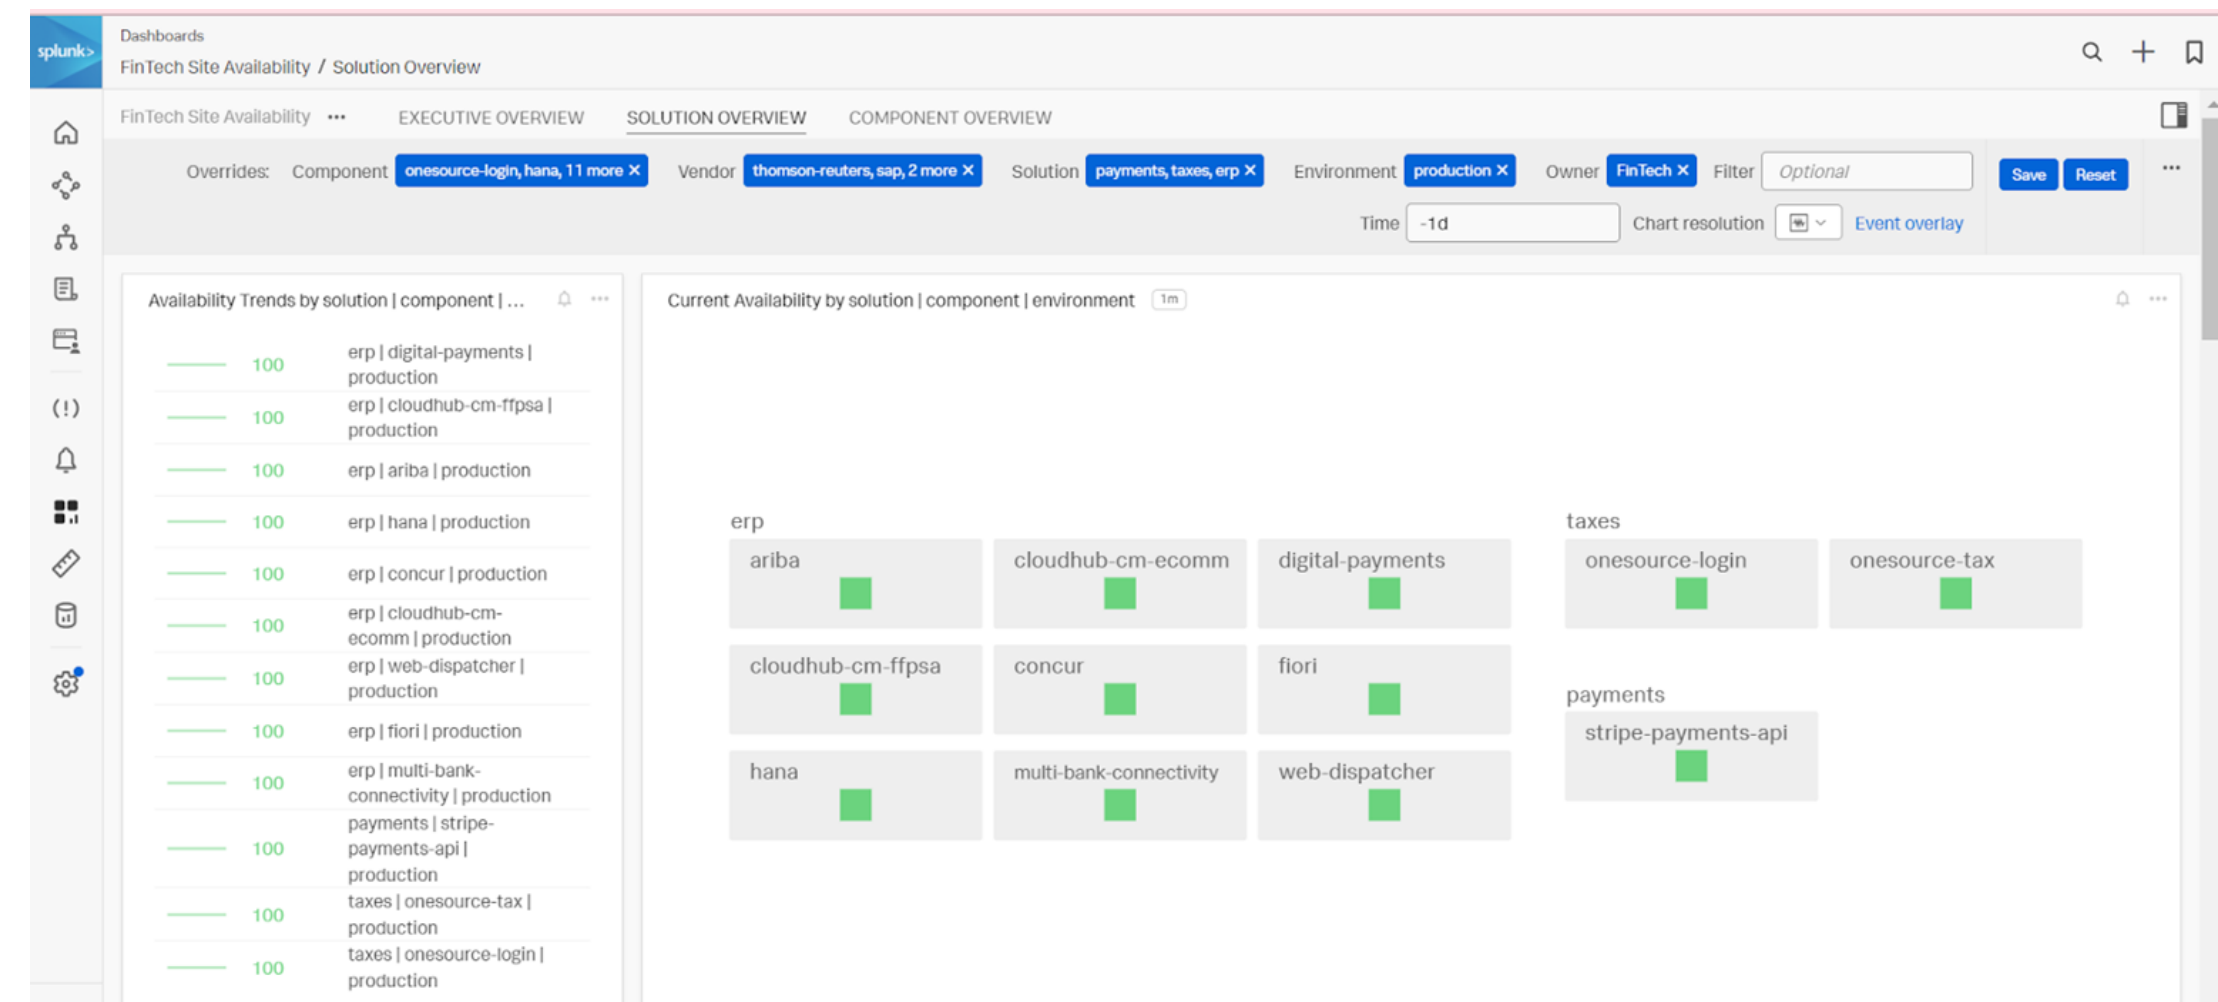 splunk>
Dashboards
FinTech Site Availability / Solution Overview
FinTech Site Availability ••• EXECUTIVE OVERVIEW SOLUTION OVERVIEW COMPONENT OVERVIEW
Overrides: Component onesource-login, hana, 11 more × Vendor thomson-reuters, sap, 2 more × Solution payments, taxes, erp × Environment production × Owner FinTech × Filter Optional Save Reset •••
Time -1d Chart resolution Event overlay
Availability Trends by solution | component | ...
100 erp | digital-payments |
production
100 erp | cloudhub-cm-ffpsa |
production
100 erp | ariba | production
100 erp | hana | production
100 erp | concur | production
100 erp | cloudhub-cm-
ecomm | production
100 erp | web-dispatcher |
production
100 erp | fiori | production
100 erp | multi-bank-
connectivity | production
100 payments | stripe-
payments-api |
production
100 taxes | onesource-tax |
production
100 taxes | onesource-login |
production
Current Availability by solution | component | environment 1m
erp
ariba cloudhub-cm-ecomm digital-payments
cloudhub-cm-ffpsa concur fiori
hana multi-bank-connectivity web-dispatcher
taxes
onesource-login onesource-tax
payments
stripe-payments-api